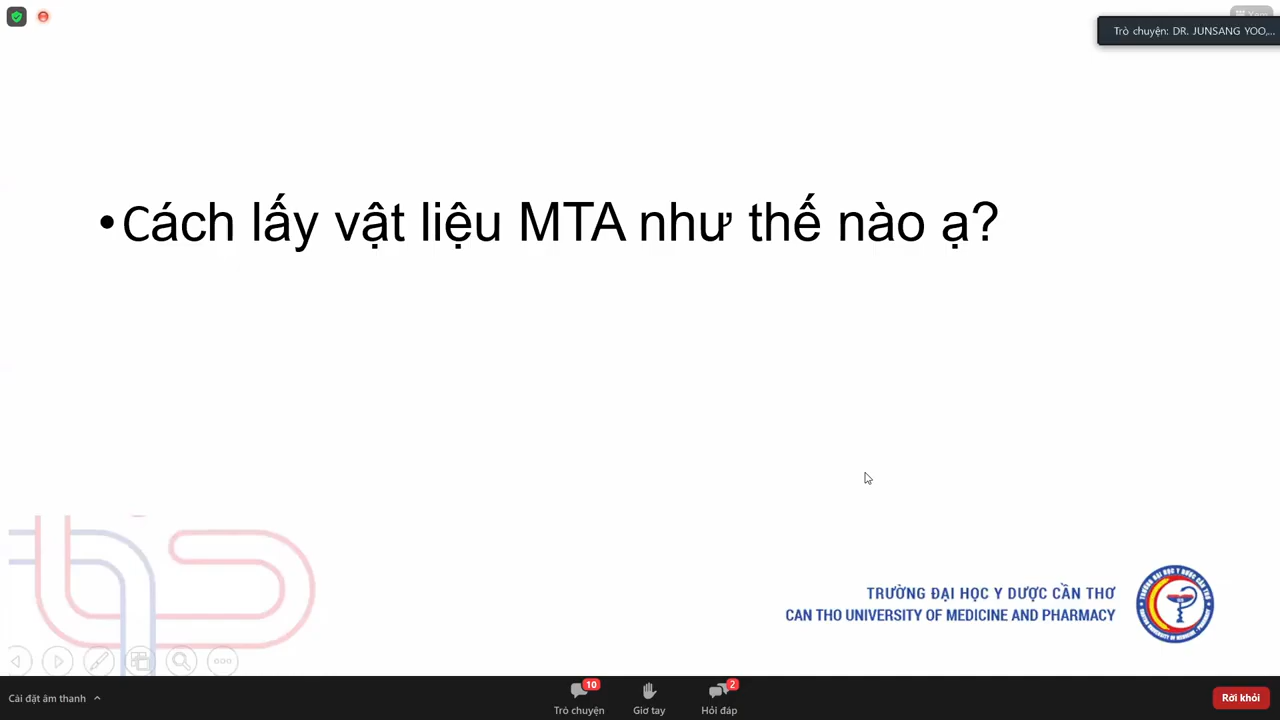 Xem
Trò chuyện: DR. JUNSANG YOO,...
•Cách lấy vật liệu MTA như thế nào ạ?
TRƯỜNG ĐẠI HỌC Y DƯỢC CẦN THƠ
CAN THO UNIVERSITY OF MEDICINE AND PHARMACY
Cài đặt âm thanh
10
Trò chuyện
Giơ tay
2
Hỏi đáp
Rời khỏi